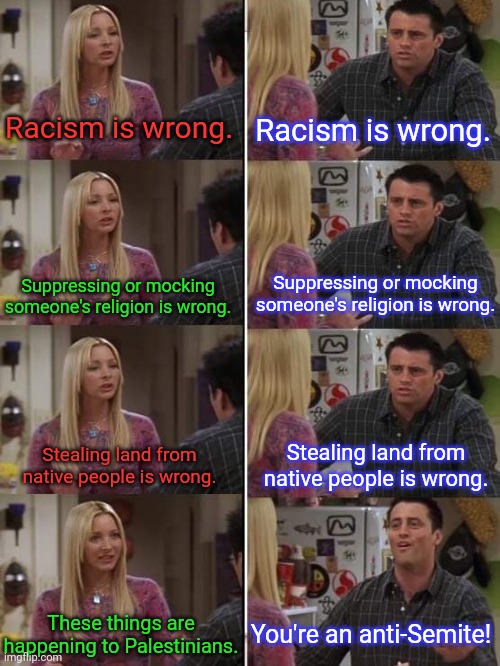 Racism is wrong.
Racism is wrong.
Suppressing or mocking
someone's religion is wrong.
Suppressing or mocking
someone's religion is wrong.
Stealing land from
native people is wrong.
Stealing land from
native people is wrong.
These things are
happening to Palestinians.
You're an anti-Semite!
imgflip.com